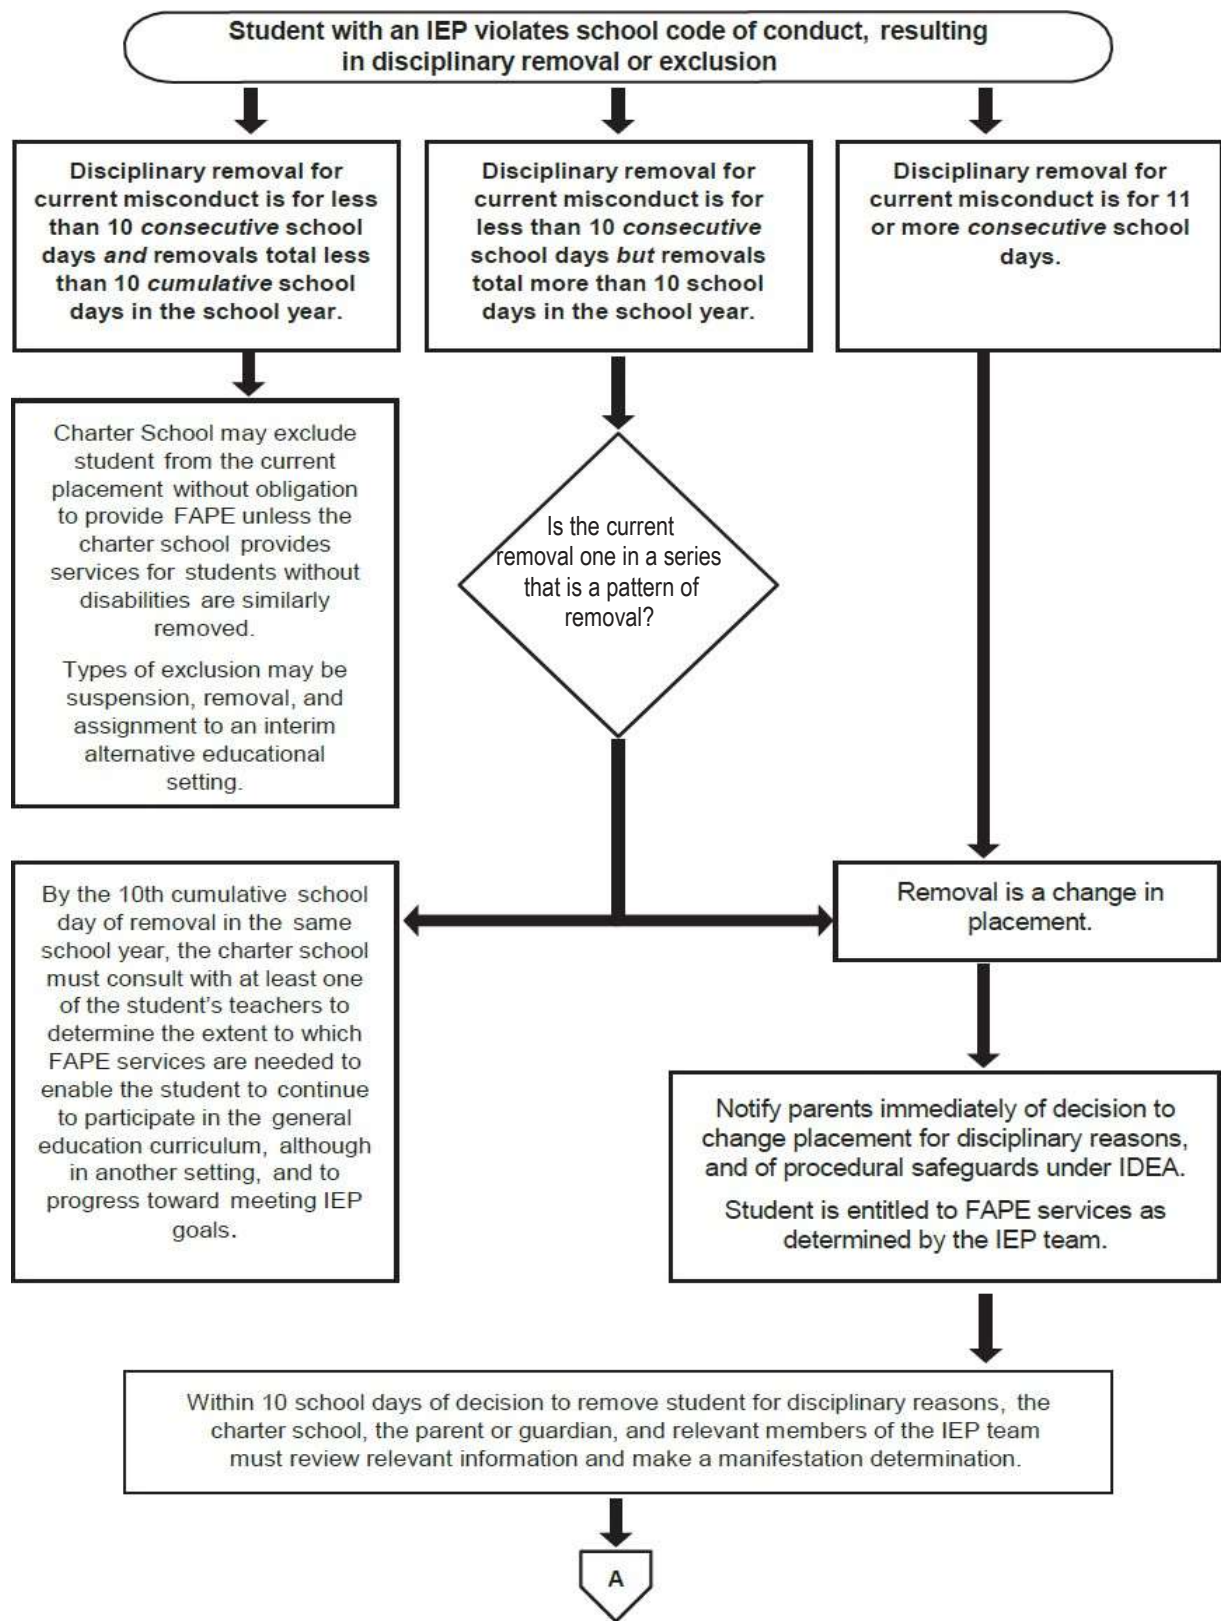 Student with an IEP violates school code of conduct, resulting
in disciplinary removal or exclusion
Disciplinary removal for
current misconduct is for less
than 10 consecutive school
days and removals total less
than 10 cumulative school
days in the school year.
Disciplinary removal for
current misconduct is for
less than 10 consecutive
school days but removals
total more than 10 school
days in the school year.
Disciplinary removal for
current misconduct is for 11
or more consecutive school
days.
Charter School may exclude
student from the current
placement without obligation
to provide FAPE unless the
charter school provides
services for students without
disabilities are similarly
removed.
Types of exclusion may be
suspension, removal, and
assignment to an interim
alternative educational
setting.
Is the current
removal one in a series
that is a pattern of
removal?
By the 10th cumulative school
day of removal in the same
school year, the charter school
must consult with at least one
of the student's teachers to
determine the extent to which
FAPE services are needed to
enable the student to continue
to participate in the general
education curriculum, although
in another setting, and to
progress toward meeting IEP
goals.
Removal is a change in
placement.
Notify parents immediately of decision to
change placement for disciplinary reasons,
and of procedural safeguards under IDEA.
Student is entitled to FAPE services as
determined by the IEP team.
Within 10 school days of decision to remove student for disciplinary reasons, the
charter school, the parent or guardian, and relevant members of the IEP team
must review relevant information and make a manifestation determination.
A